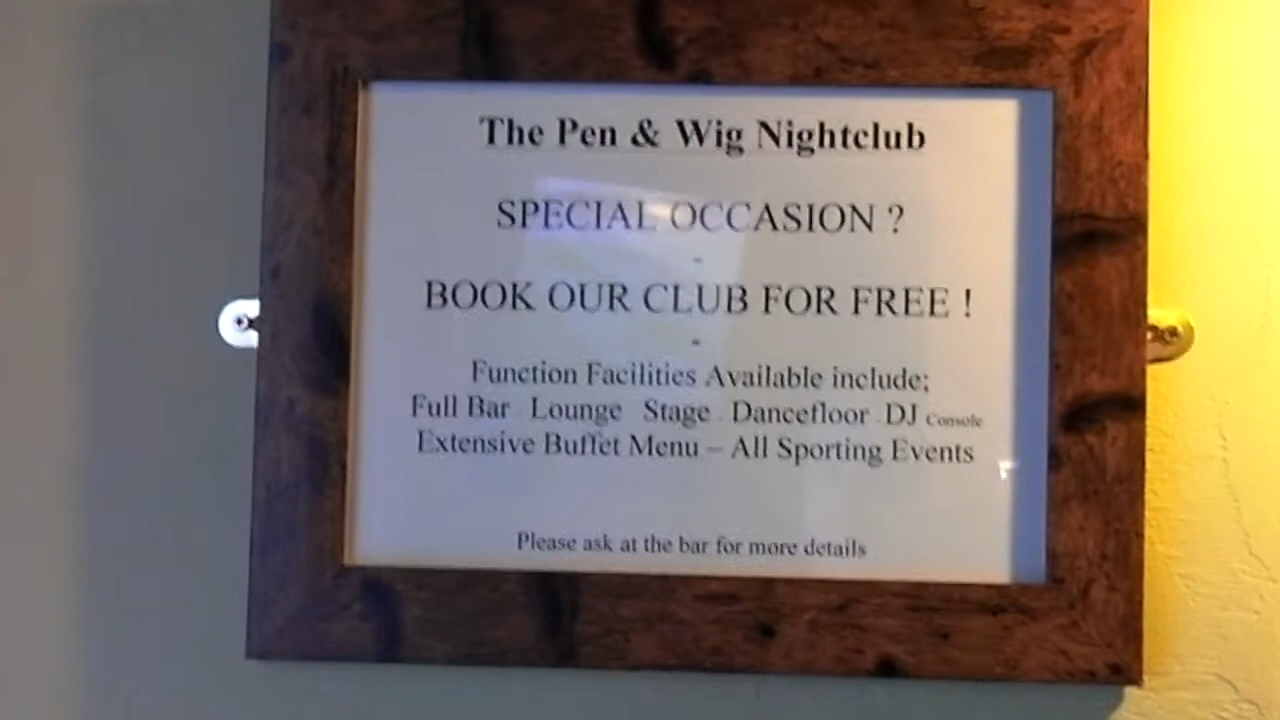 The Pen & Wig Nightclub
SPECIAL OCCASION ?
BOOK OUR CLUB FOR FREE !
Function Facilities Available include;
Full Bar Lounge Stage Dancefloor DJ Console
Extensive Buffet Menu – All Sporting Events
Please ask at the bar for more details